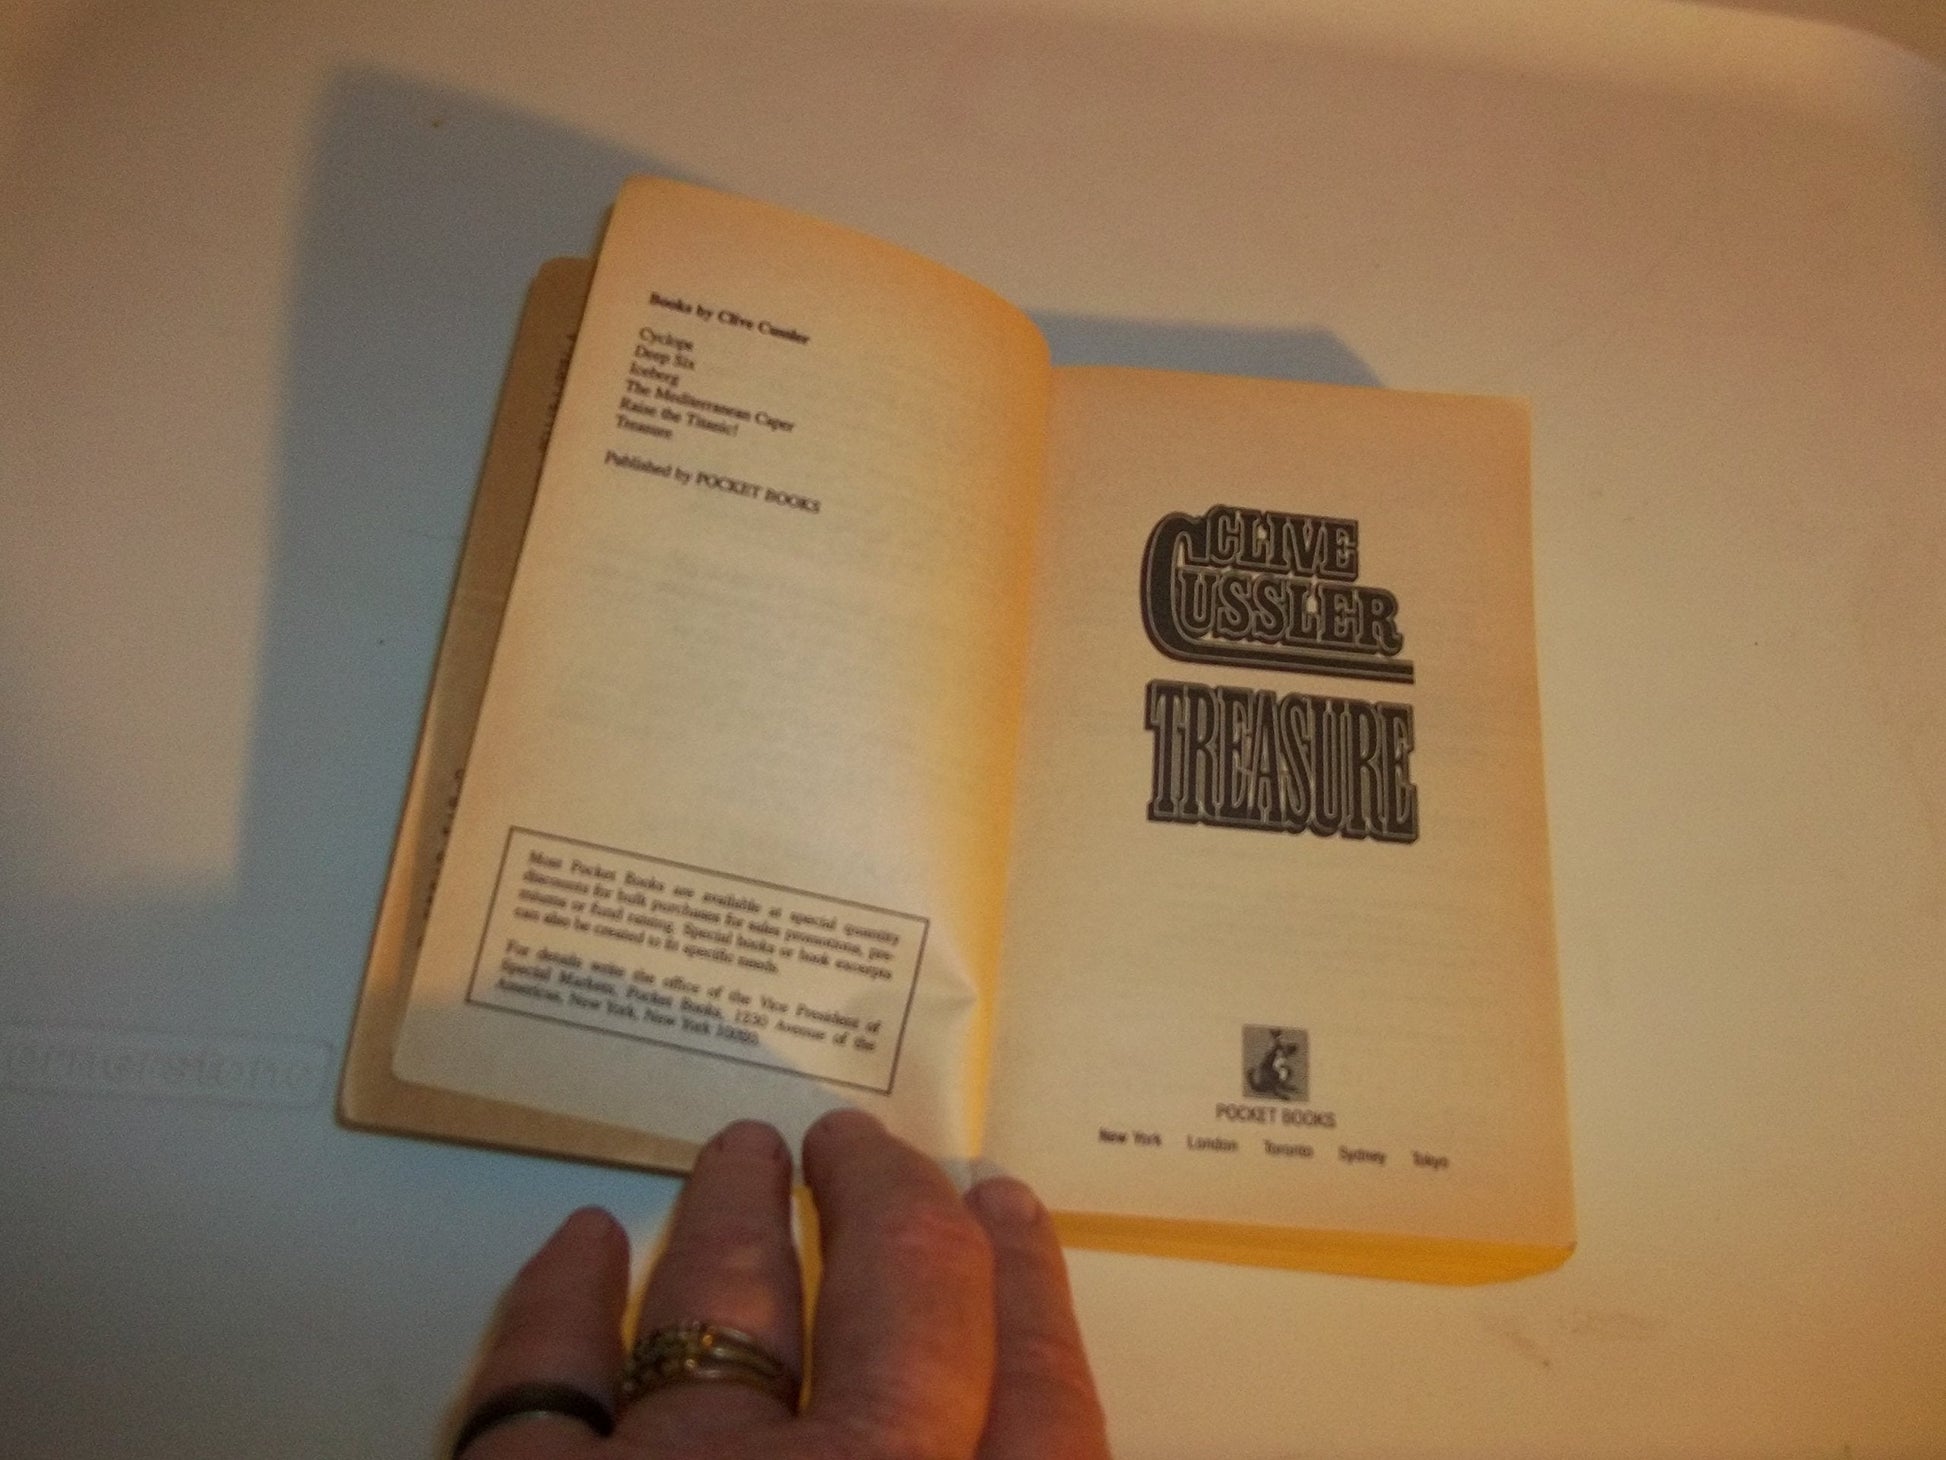 Books by Clive Cussler
Cyclops
Deep Six
Iceberg
The Mediterranean Caper
Raise the Titanic!
Treasure
Published by POCKET BOOKS
Most Pocket Books are available at special quantity
discounts for bulk purchases for sales promotions, pre-
miums or fund raising. Special books or book excerpts
can also be created to fit specific needs.
For details write the office of the Vice President of
Special Markets, Pocket Books, 1230 Avenue of the
Americas, New York, New York 10020.
CLIVE
CUSSLER
TREASURE
POCKET BOOKS
New York London Toronto Sydney Tokyo